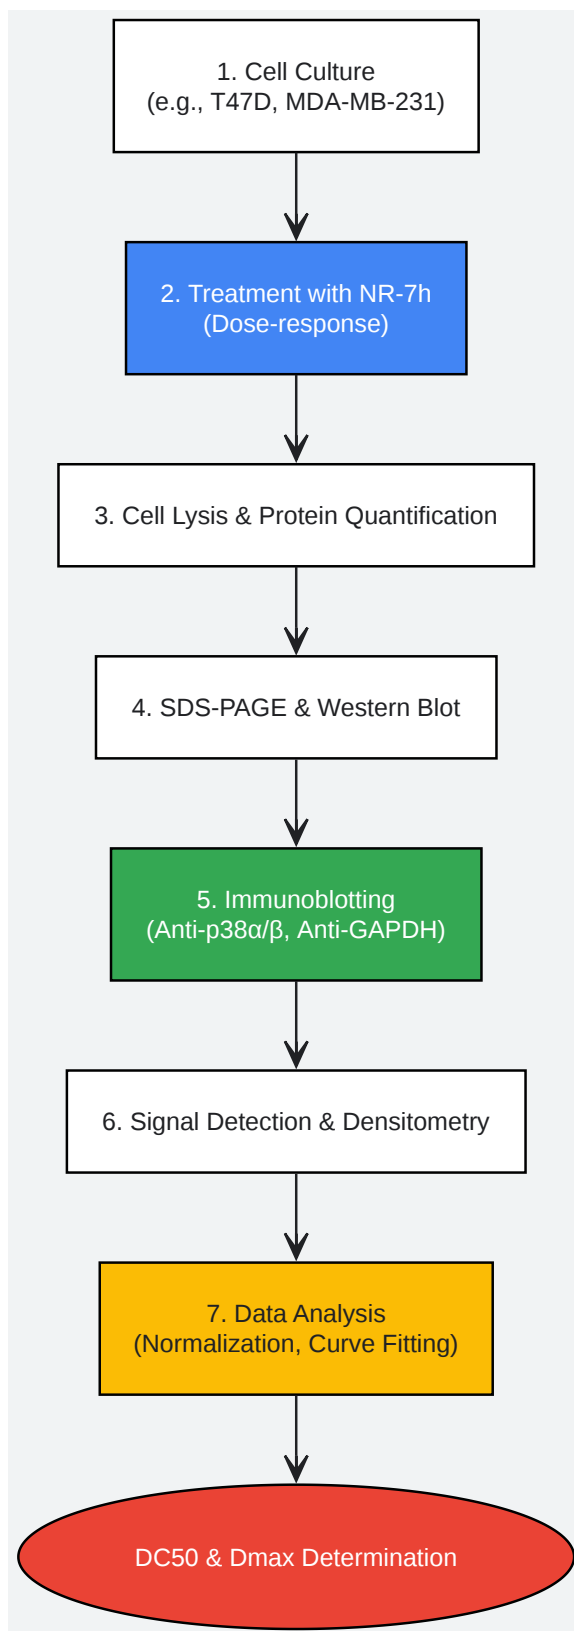 1. Cell Culture
(e.g., T47D, MDA-MB-231)
2. Treatment with NR-7h
(Dose-response)
3. Cell Lysis & Protein Quantification
4. SDS-PAGE & Western Blot
5. Immunoblotting
(Anti-p38α/β, Anti-GAPDH)
6. Signal Detection & Densitometry
7. Data Analysis
(Normalization, Curve Fitting)
DC50 & Dmax Determination